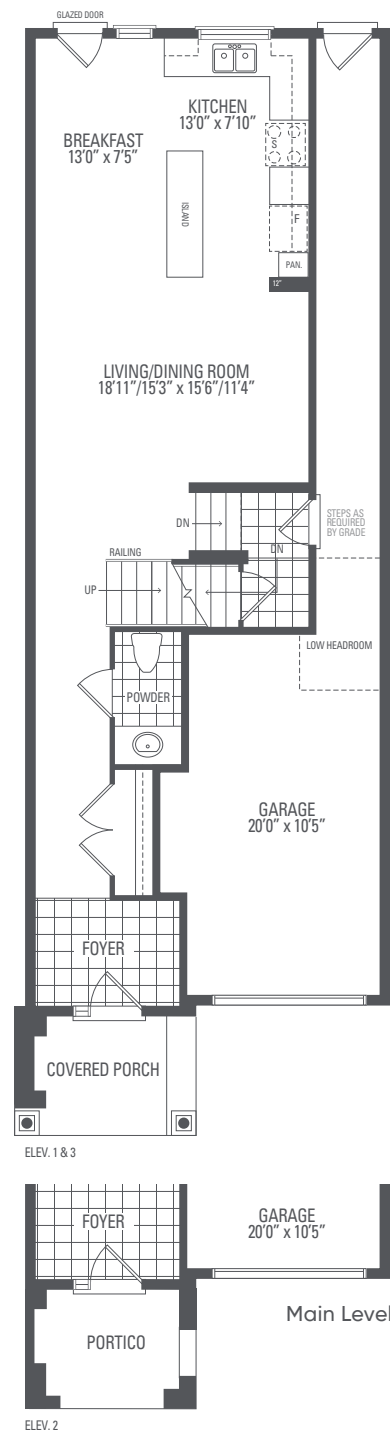 GLAZED DOOR
KITCHEN
13'0" x 7'10"
BREAKFAST
13'0" x 7'5"
S
ISLAND
F
PAN.
12"
LIVING/DINING ROOM
18'11"/15'3" x 15'6"/11'4"
DN
STEPS AS
REQUIRED
BY GRADE
RAILING
DN
UP
LOW HEADROOM
POWDER
GARAGE
20'0" x 10'5"
FOYER
COVERED PORCH
ELEV. 1 & 3
FOYER
GARAGE
20'0" x 10'5"
Main Level
PORTICO
ELEV. 2